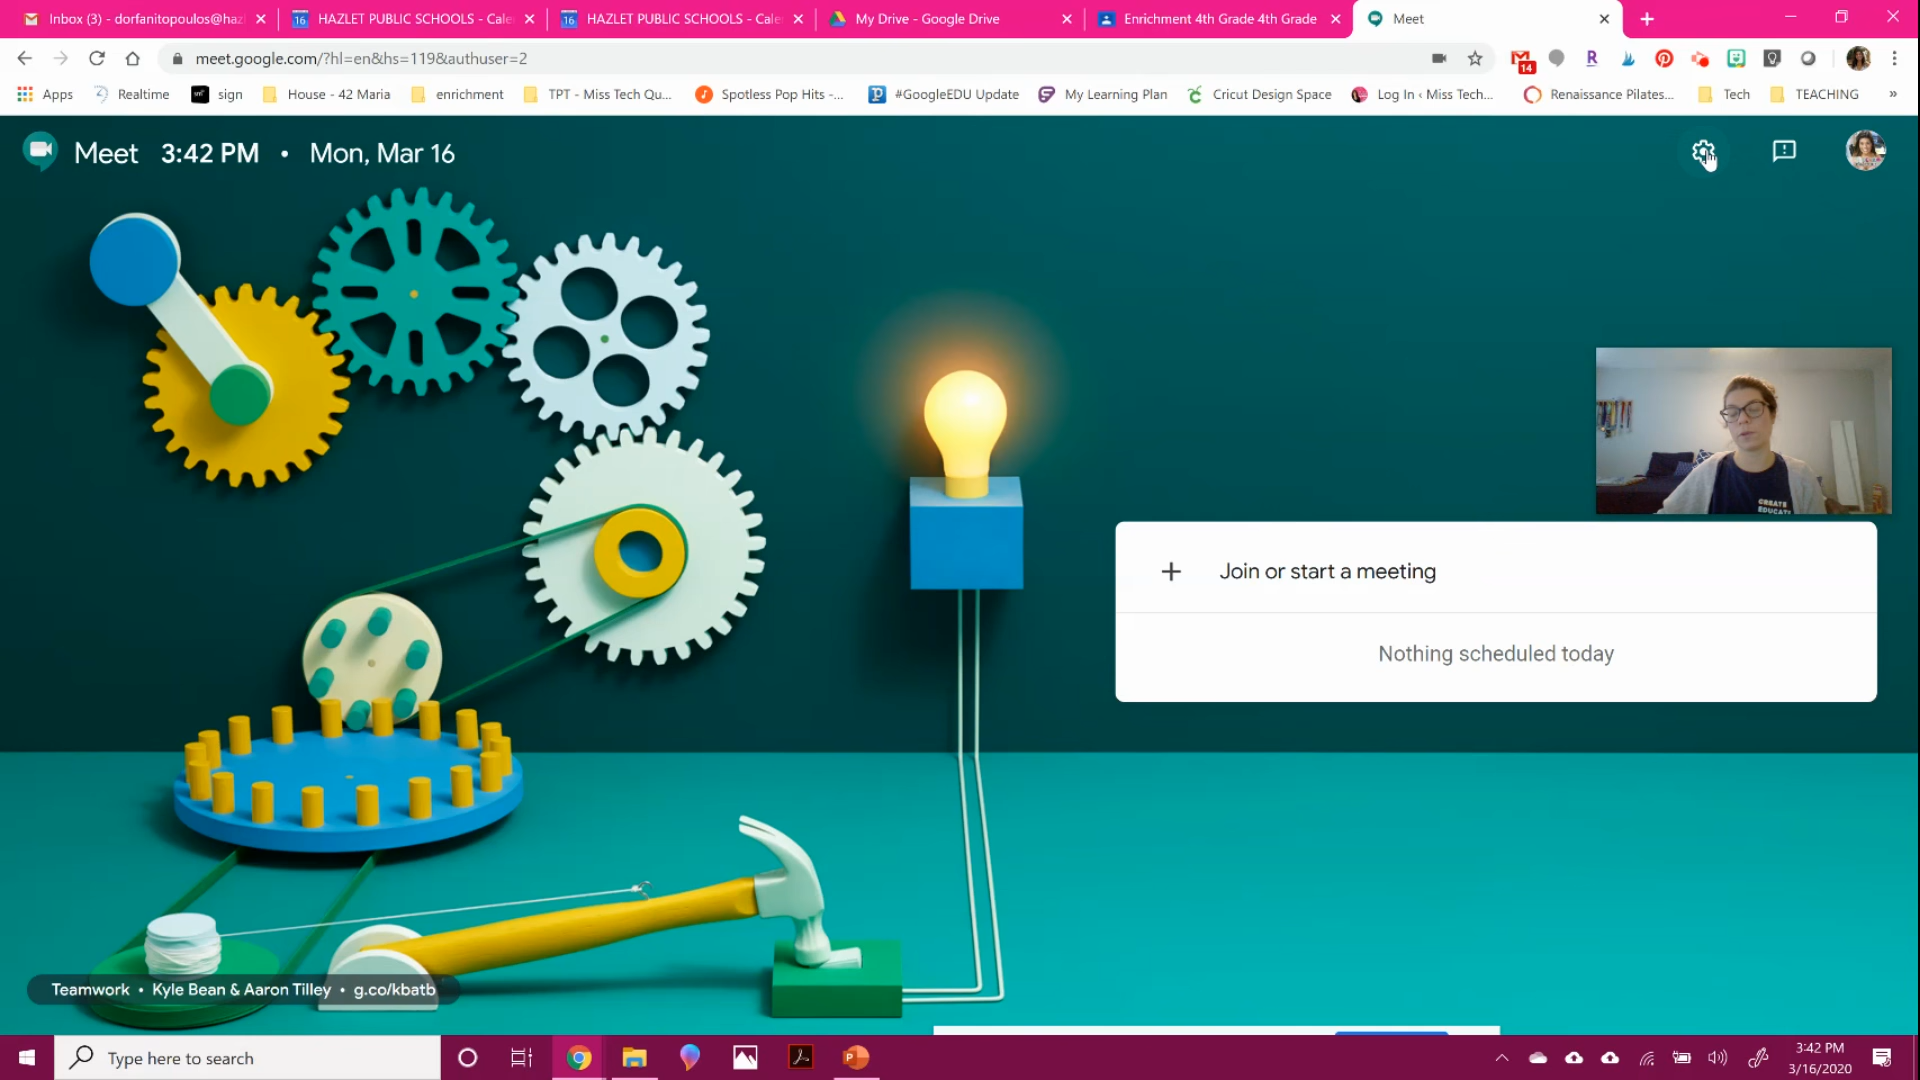 Inbox (3) - dorfanitopoulos@haz
HAZLET PUBLIC SCHOOLS - Cale
HAZLET PUBLIC SCHOOLS - Cale
My Drive - Google Drive
Enrichment 4th Grade 4th Grade
Meet
meet.google.com/?hl=en&hs=119&authuser=2
14
Apps
Realtime
sign
House - 42 Maria
enrichment
TPT - Miss Tech Qu...
Spotless Pop Hits -...
#GoogleEDU Update
My Learning Plan
Cricut Design Space
Log In ‹ Miss Tech...
Renaissance Pilates...
Tech
TEACHING
»
Meet 3:42 PM • Mon, Mar 16
CREATE
EDUCAT
Join or start a meeting
Nothing scheduled today
Teamwork • Kyle Bean & Aaron Tilley • g.co/kbatb
Type here to search
3:42 PM
3/16/2020